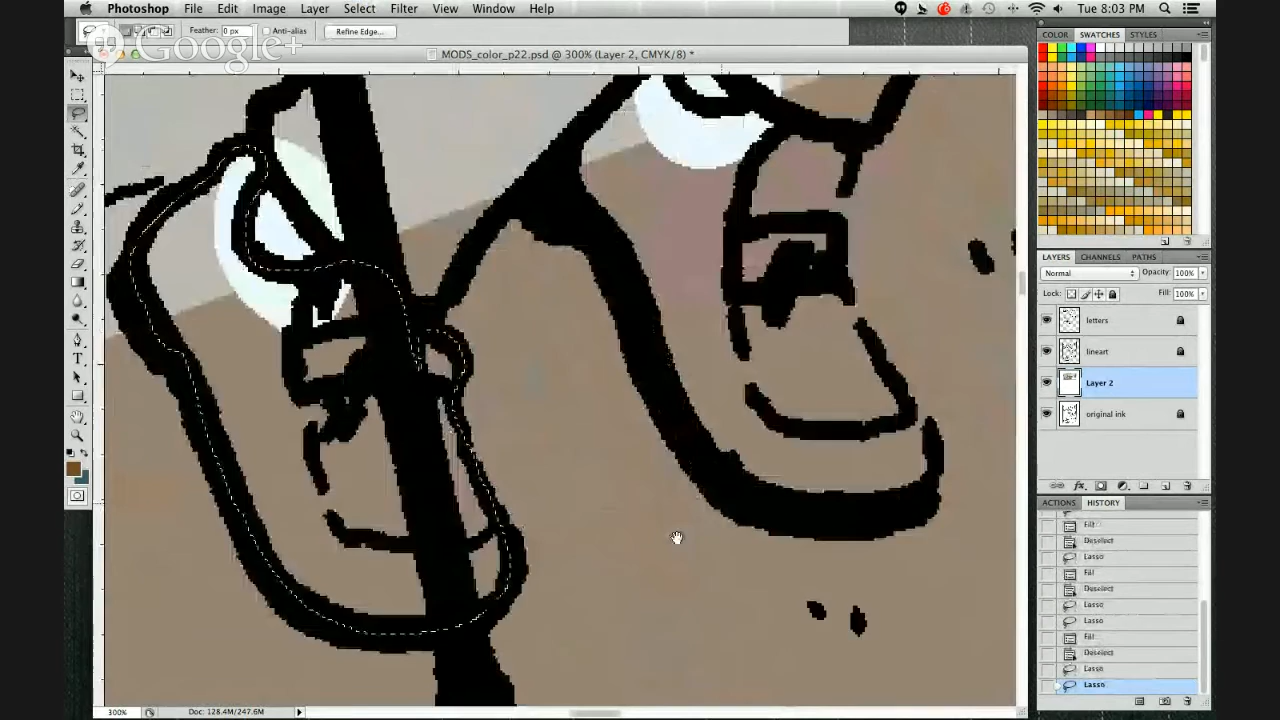 Photoshop File Edit Image Layer Select Filter Analysis View Window Help
Tue 8:03 PM
Feather: 0 px Anti-alias Refine Edge...
Google+
MODS_color_p22.psd @ 300% (Layer 2, CMYK/8) *
COLOR SWATCHES STYLES
LAYERS CHANNELS PATHS
Normal Opacity: 100%
Lock: Fill: 100%
letters
lineart
Layer 2
original ink
fx
ACTIONS HISTORY
Fill
Deselect
Lasso
Fill
Deselect
Lasso
Lasso
Fill
Deselect
Lasso
Lasso
T
300% Doc: 128.4M/247.6M